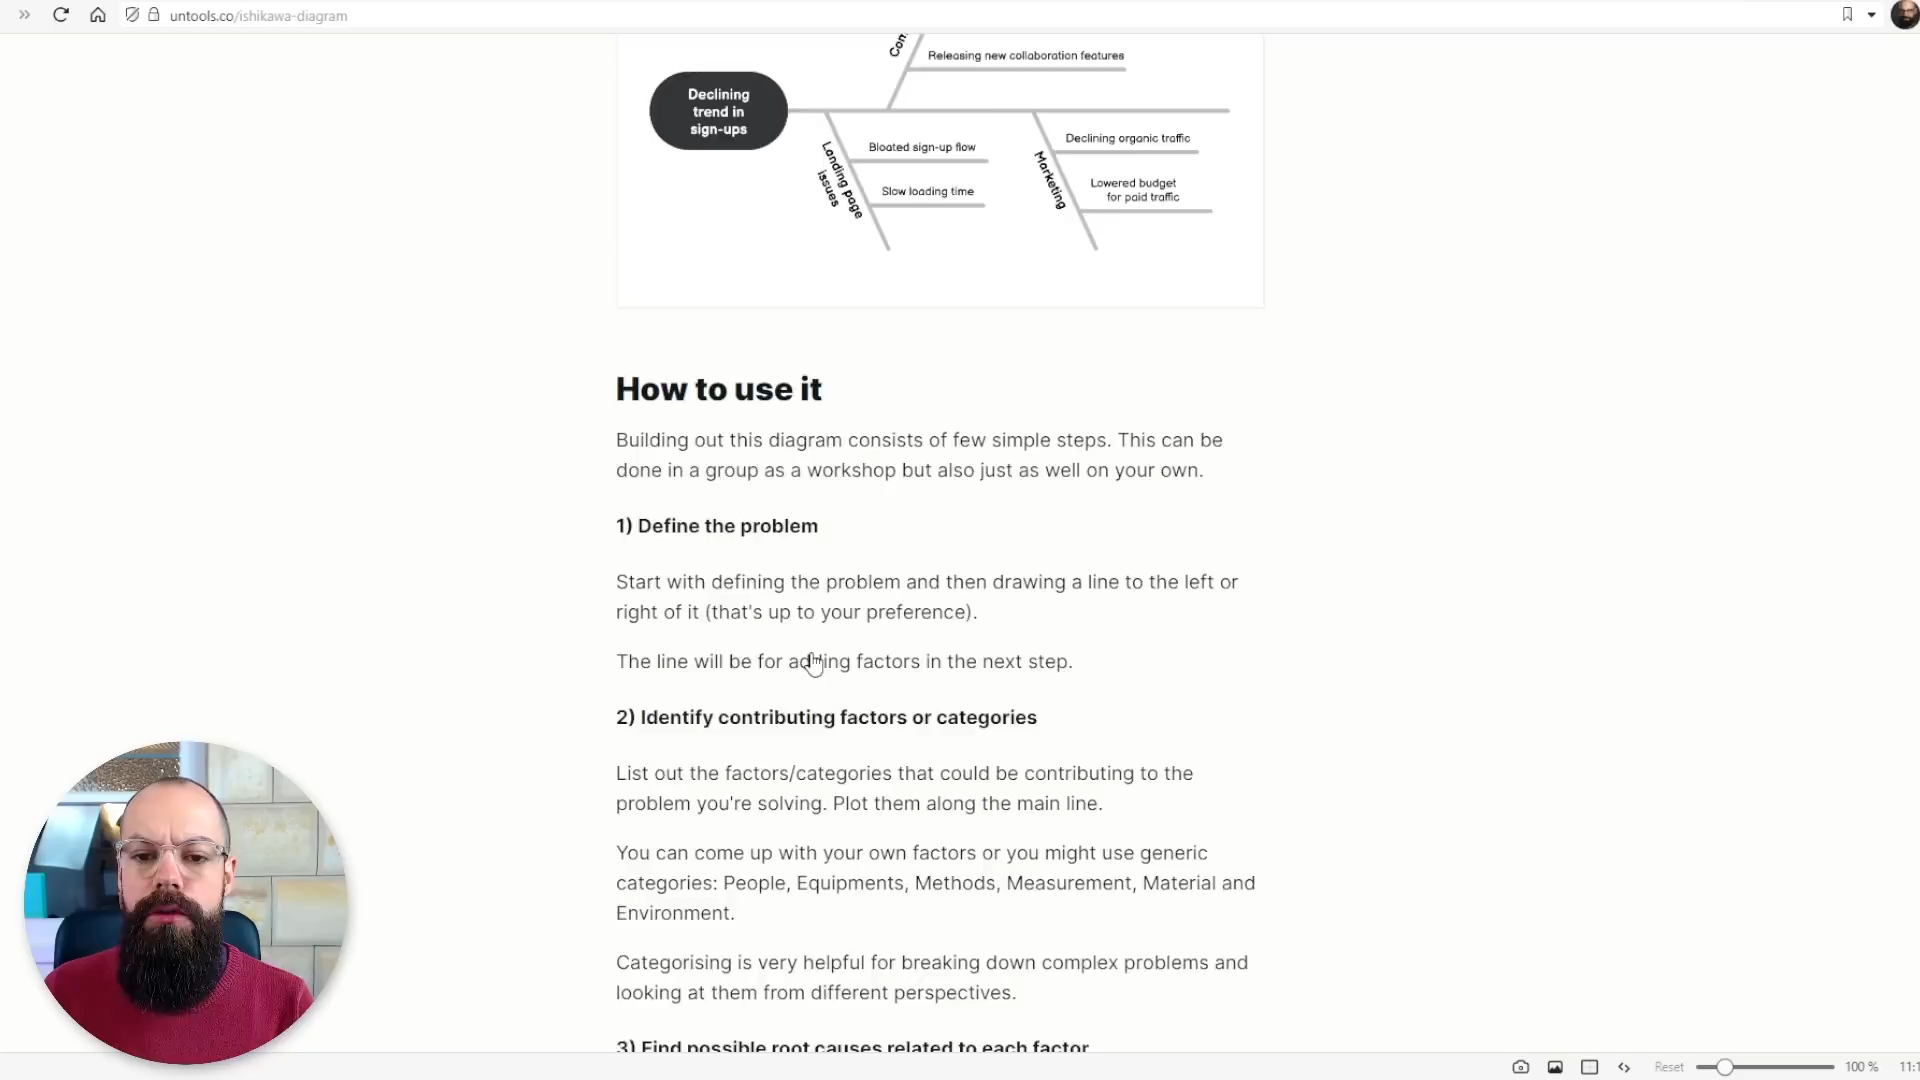 untools.co/ishikawa-diagram
Releasing new collaboration features
Declining
trend in
sign-ups
Landing page
issues
Bloated sign-up flow
Slow loading time
Marketing
Declining organic traffic
Lowered budget
for paid traffic
How to use it
Building out this diagram consists of few simple steps. This can be
done in a group as a workshop but also just as well on your own.
1) Define the problem
Start with defining the problem and then drawing a line to the left or
right of it (that's up to your preference).
The line will be for adding factors in the next step.
2) Identify contributing factors or categories
List out the factors/categories that could be contributing to the
problem you're solving. Plot them along the main line.
You can come up with your own factors or you might use generic
categories: People, Equipments, Methods, Measurement, Material and
Environment.
Categorising is very helpful for breaking down complex problems and
looking at them from different perspectives.
3) Find possible root causes related to each factor
Reset
100 %